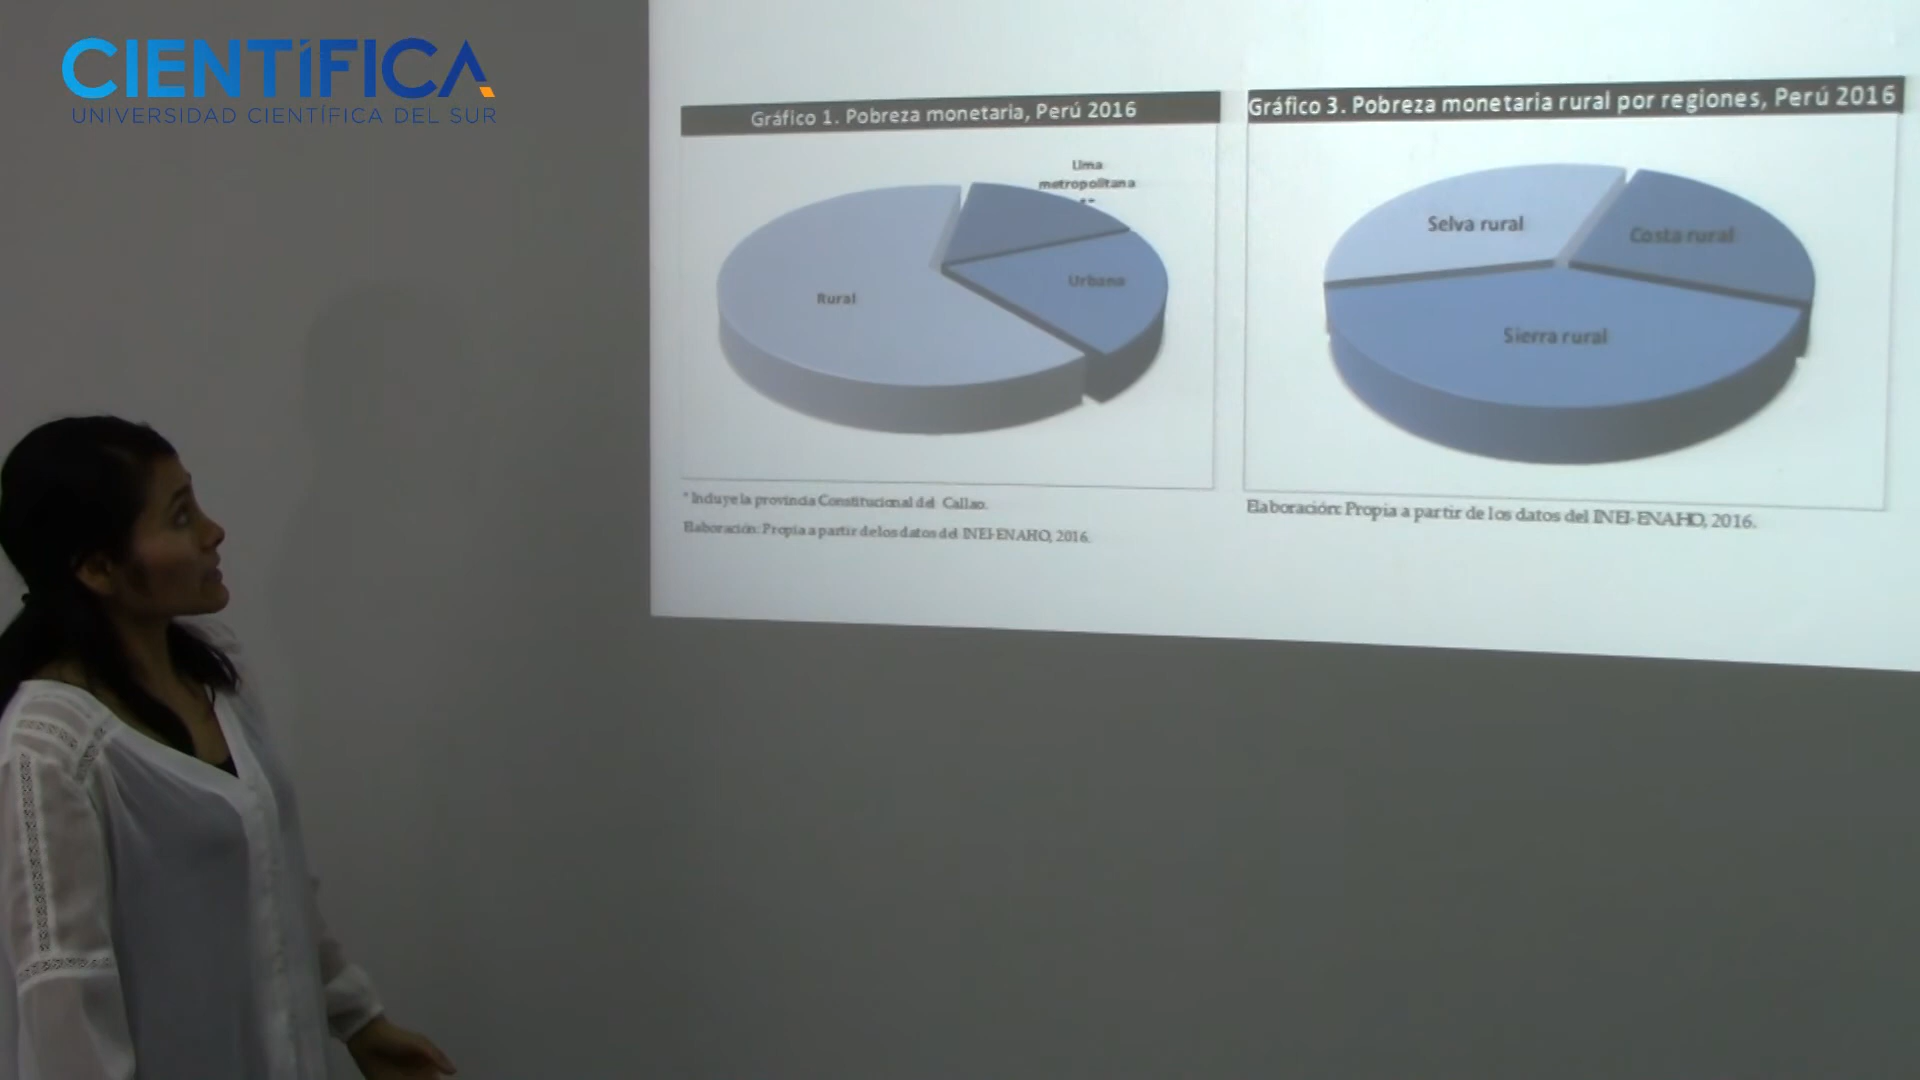 CIENTÍFICA
UNIVERSIDAD CIENTÍFICA DEL SUR
Gráfico 1. Pobreza monetaria, Perú 2016
Lima
metropolitana
Urbana
Rural
* Incluye la provincia Constitucional del Callao.
Elaboración: Propia a partir de los datos del INEI-ENAHO, 2016.
Gráfico 3. Pobreza monetaria rural por regiones, Perú 2016
Selva rural
Costa rural
Sierra rural
Elaboración: Propia a partir de los datos del INEI-ENAHO, 2016.